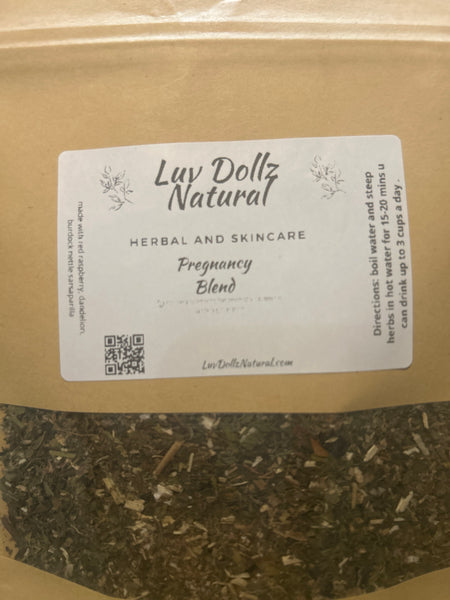 Luv Dollz
Natural
HERBAL AND SKINCARE
Pregnancy
Blend
LuvDollzNatural.com
made with red raspberry, dandelion,
burdock nettle sarsaparilla
Directions: boil water and steep
herbs in hot water for 15-20 mins u
can drink up to 3 cups a day .